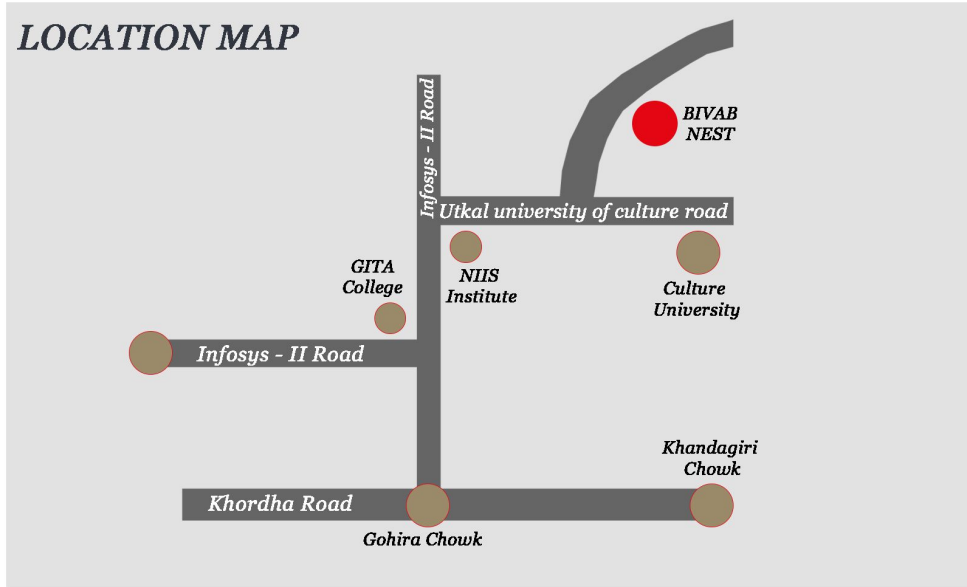 LOCATION MAP
Infosys - II Road
BIVAB
NEST
Utkal university of culture road
GITA
College
NIIS
Institute
Culture
University
Infosys - II Road
Khandagiri
Chowk
Khordha Road
Gohira Chowk